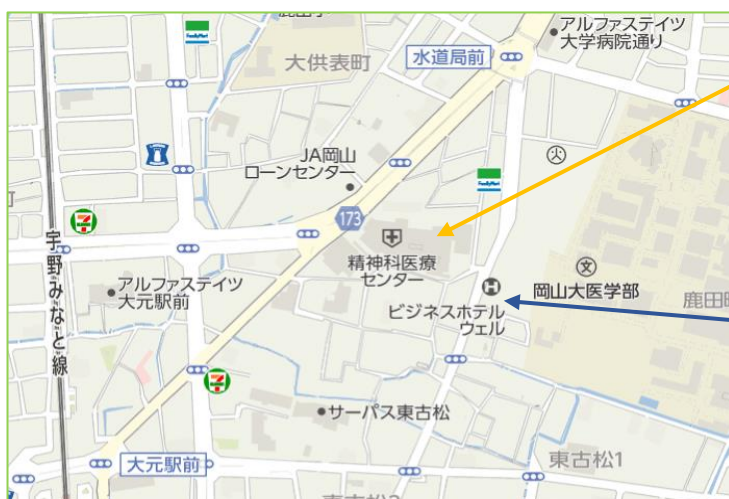 アルファステイツ
大学病院通り
FamilyMart
大供表町
水道局前
JA岡山
ローンセンター
FamilyMart
173
精神科医療
センター
宇野みなと線
アルファステイツ
大元駅前
岡山大医学部
ビジネスホテル
ウェル
サーパス東古松
大元駅前
東古松1